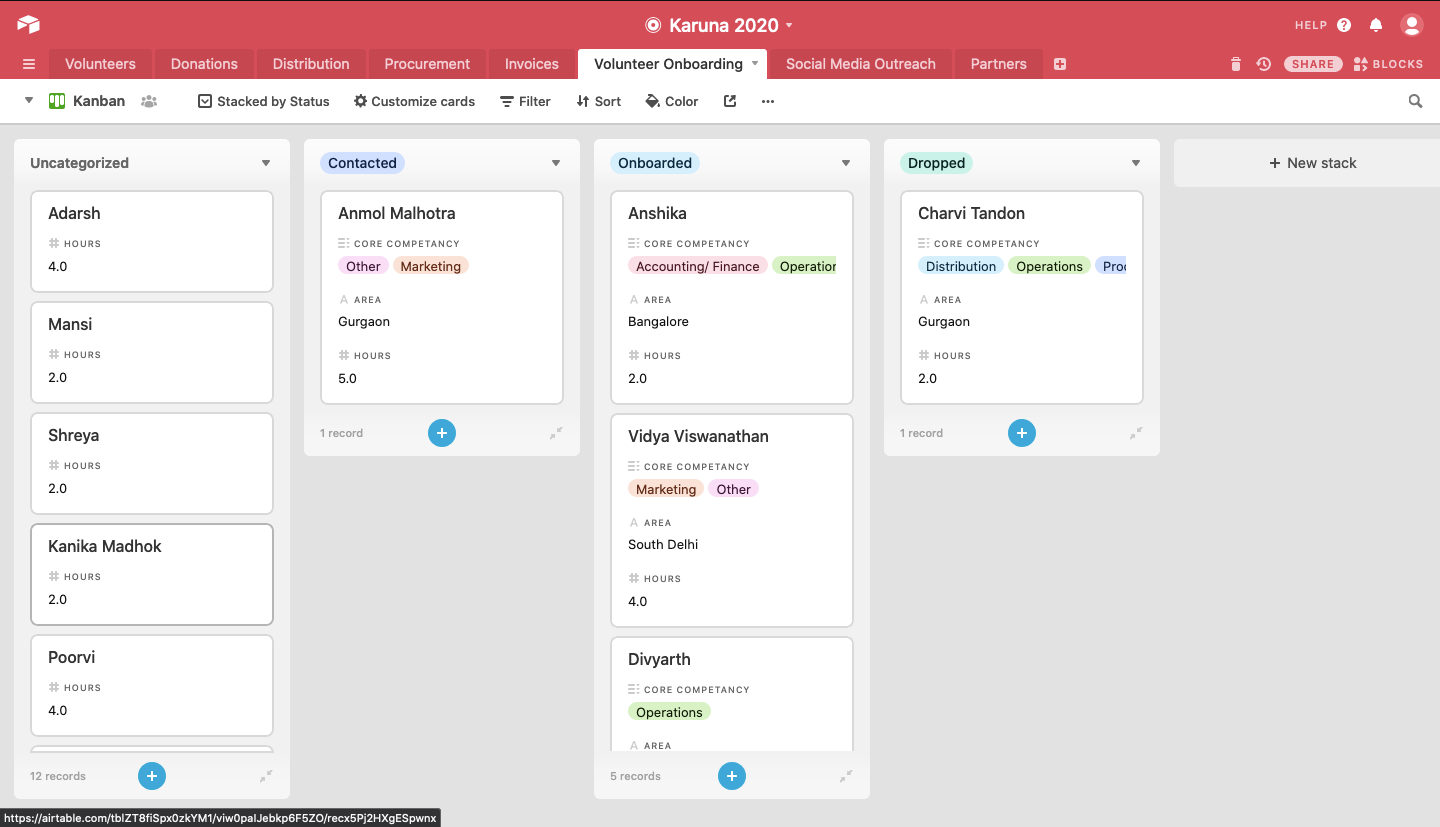 Karuna 2020
HELP
Volunteers
Donations
Distribution
Procurement
Invoices
Volunteer Onboarding
Social Media Outreach
Partners
SHARE
BLOCKS
Kanban
Stacked by Status
Customize cards
Filter
Sort
Color
Uncategorized
Adarsh
HOURS
4.0
Mansi
HOURS
2.0
Shreya
HOURS
2.0
Kanika Madhok
HOURS
2.0
Poorvi
HOURS
4.0
12 records
Contacted
Anmol Malhotra
CORE COMPETANCY
Other Marketing
A AREA
Gurgaon
HOURS
5.0
1 record
Onboarded
Anshika
CORE COMPETANCY
Accounting/ Finance Operation
A AREA
Bangalore
HOURS
2.0
Vidya Viswanathan
CORE COMPETANCY
Marketing Other
A AREA
South Delhi
HOURS
4.0
Divyarth
CORE COMPETANCY
Operations
A AREA
5 records
Dropped
Charvi Tandon
CORE COMPETANCY
Distribution Operations Proc
A AREA
Gurgaon
HOURS
2.0
1 record
+ New stack
https://airtable.com/tblZT8fiSpx0zkYM1/viw0paIJebkp6F5ZO/recx5Pj2HXgESpwnx